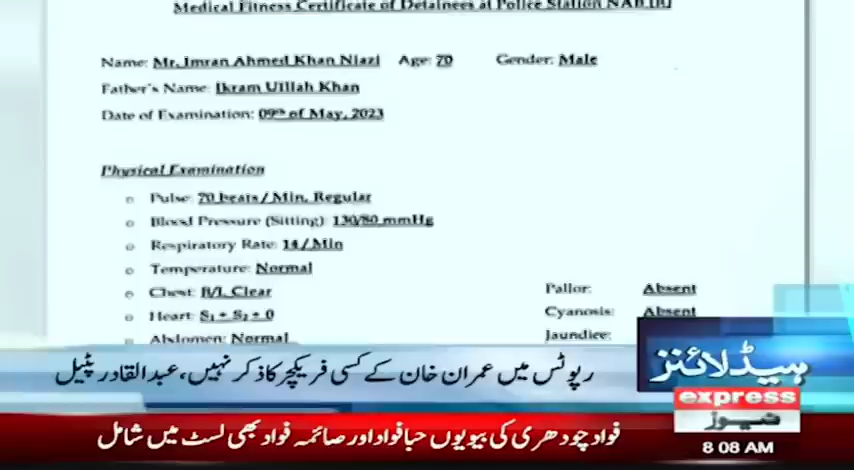 Medical Fitness Certificate of Detainees at Police Station NAB (R)
Name: Mr. Imran Ahmed Khan Niazi Age: 70 Gender: Male
Father's Name: Ikram Ulllah Khan
Date of Examination: 09th of May, 2023
Physical Examination
o Pulse: 70 beats / Min, Regular
o Blood Pressure (Sitting): 130/80 mmHg
o Respiratory Rate: 14 / Min
o Temperature: Normal
o Chest: B/L Clear Pallor: Absent
o Heart: S₁ + S₂ + 0 Cyanosis: Absent
o Abdomen: Normal Jaundice:
رپوٹس میں عمران خان کے کسی فریکچر کا ذکر نہیں، عبدالقادر پٹیل
ہیڈلائنز
express
نیوز
فواد چودھری کی بیویوں حبا فواد اور صائمہ فواد بھی لسٹ میں شامل
8:08 AM